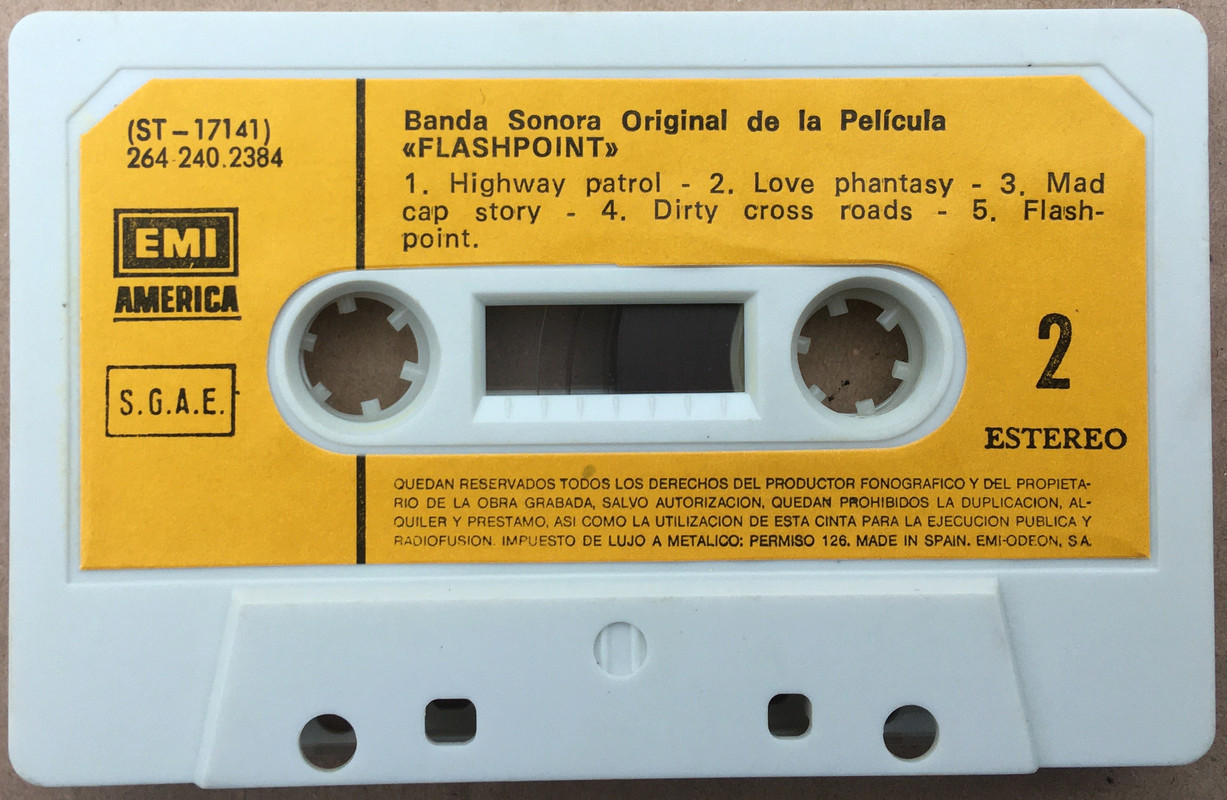 (ST-17141)
264-240.2384
EMI
AMERICA
S.G.A.E.
Banda Sonora Original de la Película
«FLASHPOINT»
1. Highway patrol - 2. Love phantasy - 3. Mad
cap story - 4. Dirty cross roads - 5. Flash-
point.
2
ESTEREO
QUEDAN RESERVADOS TODOS LOS DERECHOS DEL PRODUCTOR FONOGRAFICO Y DEL PROPIETA-
RIO DE LA OBRA GRABADA, SALVO AUTORIZACION, QUEDAN PROHIBIDOS LA DUPLICACION, AL-
QUILER Y PRESTAMO, ASI COMO LA UTILIZACION DE ESTA CINTA PARA LA EJECUCION PUBLICA Y
RADIOFUSION. IMPUESTO DE LUJO A METALICO: PERMISO 126. MADE IN SPAIN. EMI-ODEON, S.A.